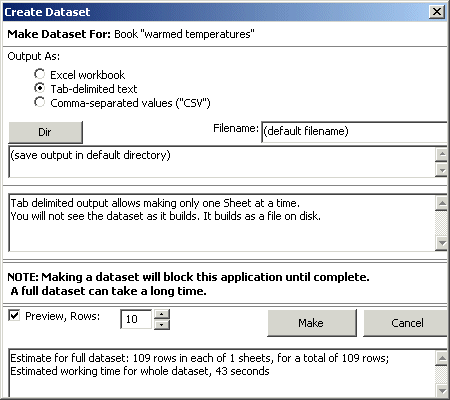 Create Dataset
Make Dataset For: Book "warmed temperatures"
Output As:
Excel workbook
Tab-delimited text
Comma-separated values ("CSV")
Dir
Filename: (default filename)
(save output in default directory)
Tab delimited output allows making only one Sheet at a time.
You will not see the dataset as it builds. It builds as a file on disk.
NOTE: Making a dataset will block this application until complete.
A full dataset can take a long time.
Preview, Rows: 10 Make Cancel
Estimate for full dataset: 109 rows in each of 1 sheets, for a total of 109 rows;
Estimated working time for whole dataset, 43 seconds